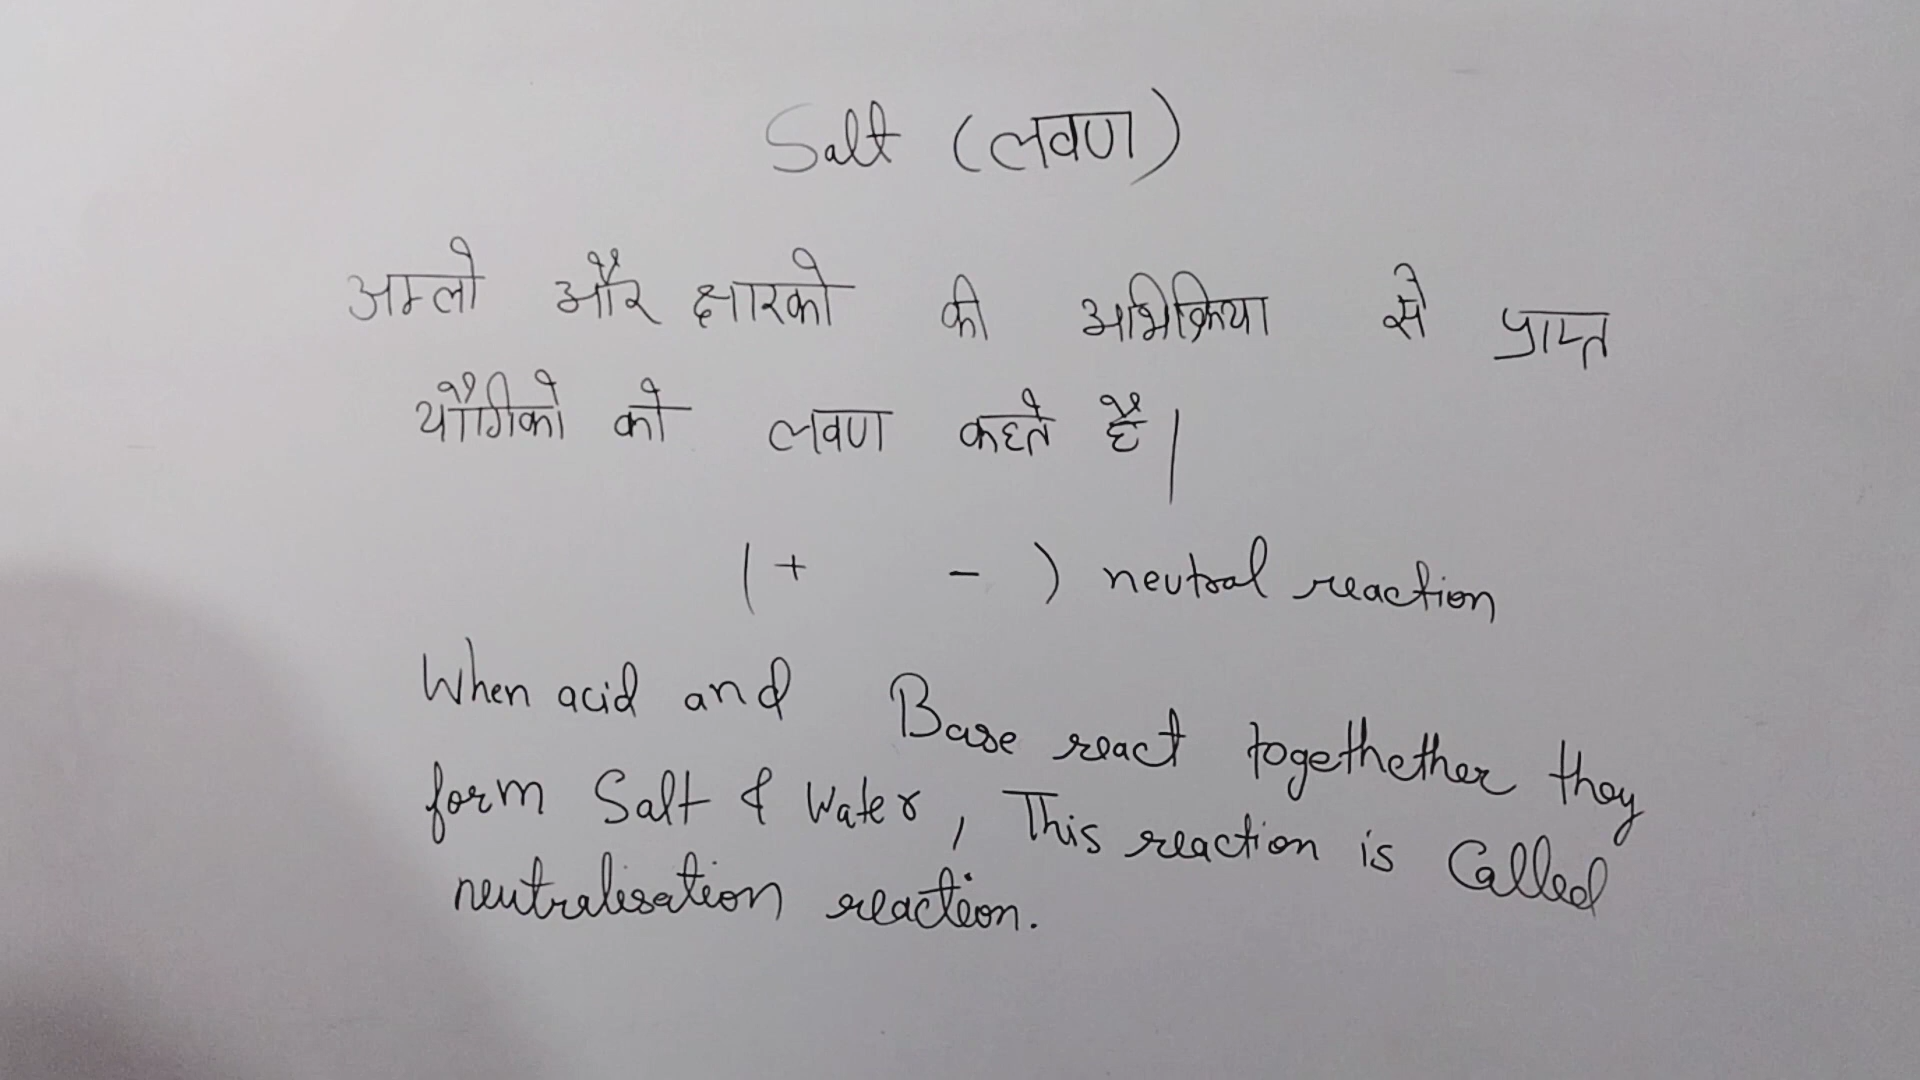 Salt (लवण)
अम्लो और क्षारको की अभिक्रिया से प्राप्त
यौगीको को लवण कहते है।
(+ - ) neutral reaction
When acid and Base react togethether they
form Salt & Water, This reaction is Called
neutralisation reaction.